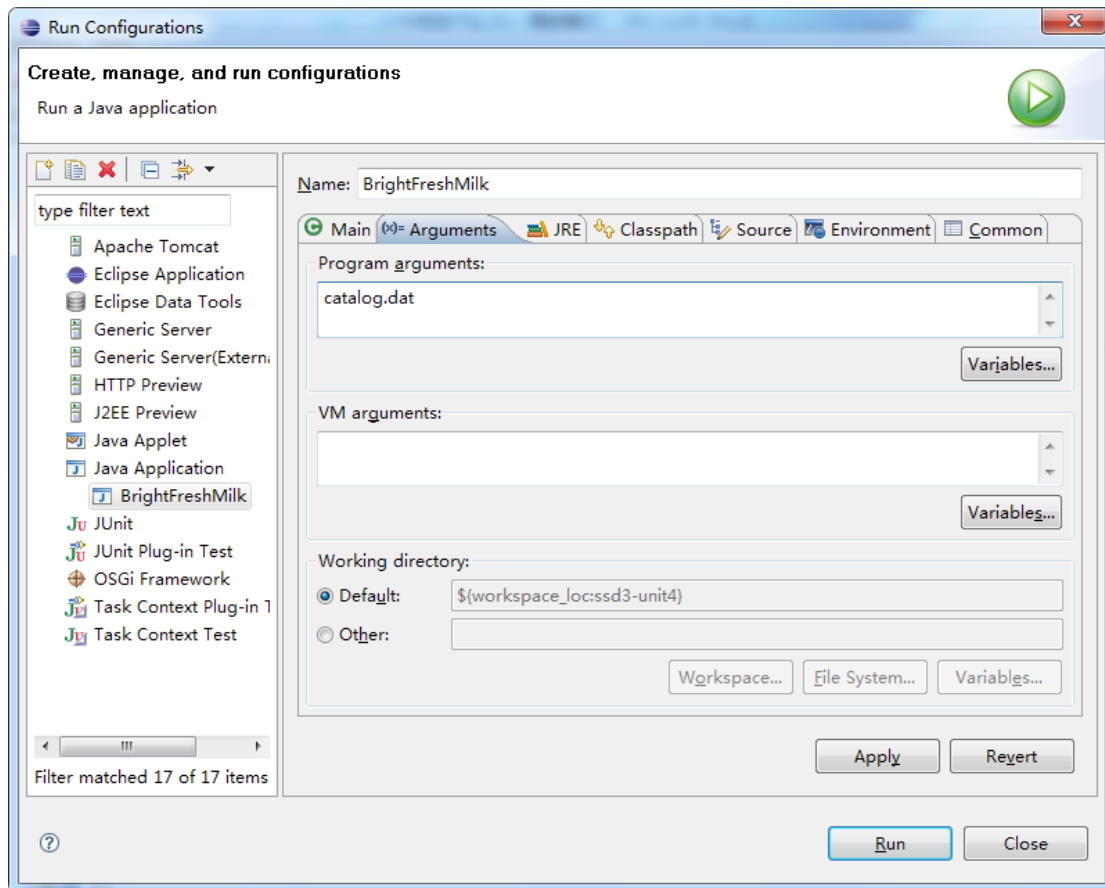 Run Configurations
Create, manage, and run configurations
Run a Java application
type filter text
Apache Tomcat
Eclipse Application
Eclipse Data Tools
Generic Server
Generic Server(Externa
HTTP Preview
J2EE Preview
Java Applet
Java Application
BrightFreshMilk
JUnit
JUnit Plug-in Test
OSGi Framework
Task Context Plug-in T
Task Context Test
Filter matched 17 of 17 items
Name: BrightFreshMilk
Main (x)= Arguments JRE Classpath Source Environment Common
Program arguments:
catalog.dat
Variables...
VM arguments:
Variables...
Working directory:
Default: ${workspace_loc:ssd3-unit4}
Other:
Workspace... File System... Variables...
Apply Revert
Run Close